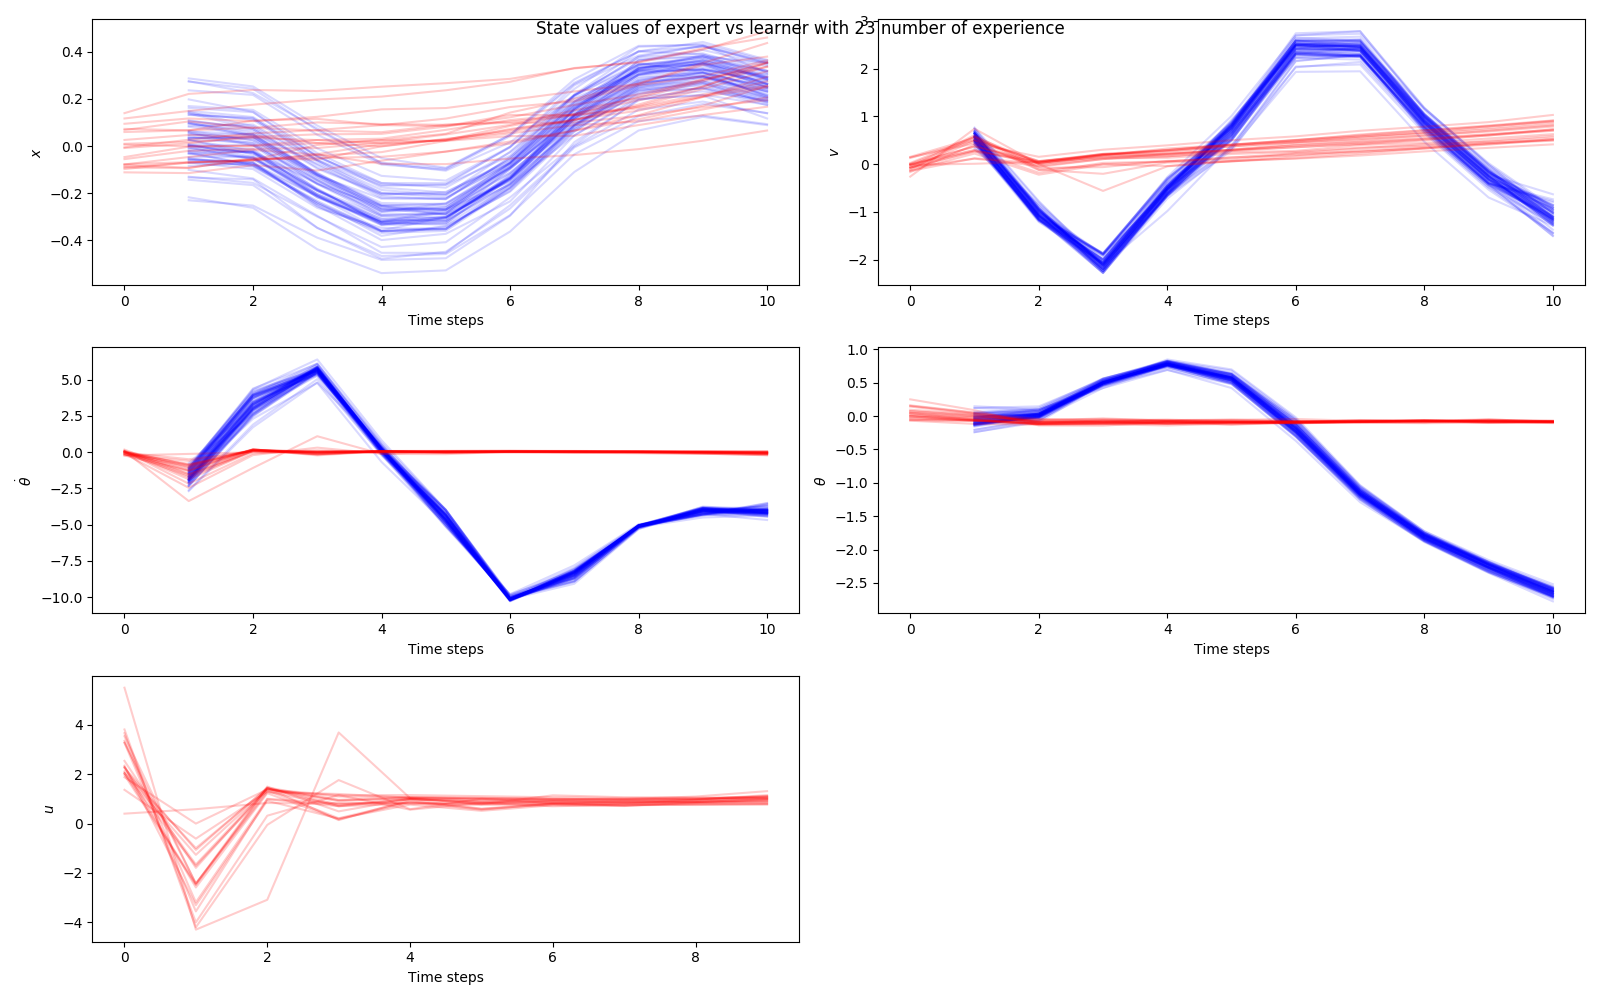 State values of expert vs learner with 23 number of experience
0.4
0.2
0.0
−0.2
−0.4
x
0 2 4 6 8 10
Time steps
3
2
1
0
−1
−2
v
0 2 4 6 8 10
Time steps
5.0
2.5
0.0
−2.5
−5.0
−7.5
−10.0
θ̇
0 2 4 6 8 10
Time steps
1.0
0.5
0.0
−0.5
−1.0
−1.5
−2.0
−2.5
θ
0 2 4 6 8 10
Time steps
4
2
0
−2
−4
u
0 2 4 6 8
Time steps